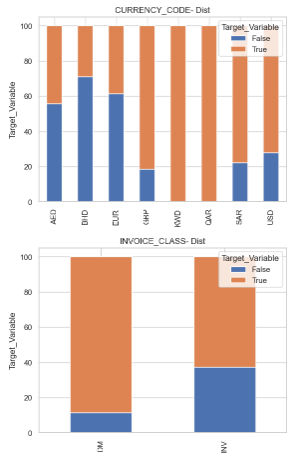 CURRENCY_CODE- Dist
Target_Variable
False
True
100
80
60
40
20
0
Target_Variable
AED
BHD
EUR
GBP
KWD
QAR
SAR
USD
INVOICE_CLASS- Dist
Target_Variable
False
True
100
80
60
40
20
0
Target_Variable
DM
INV